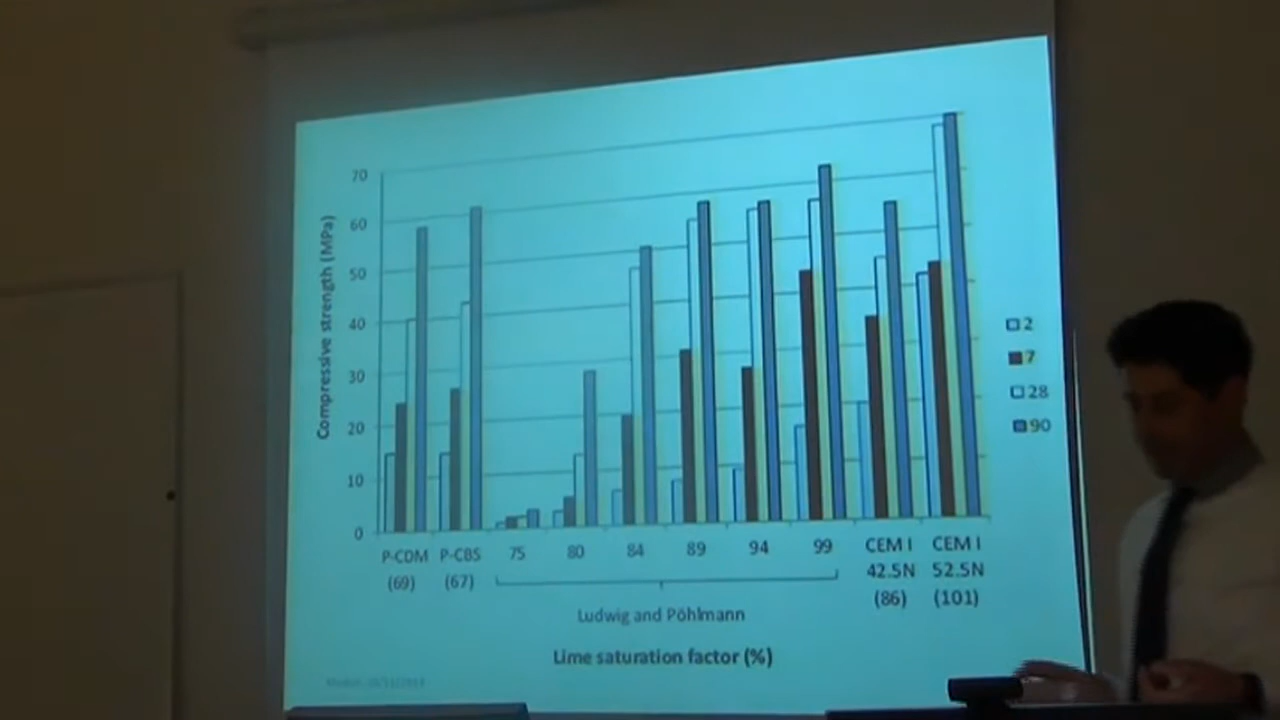 70
60
50
40
30
20
10
0
Compressive strength (MPa)
P-CDM P-CBS 75 80 84 89 94 99 CEM I CEM I
42.5N 52.5N
(69) (67) (86) (101)
Ludwig and Pöhlmann
Lime saturation factor (%)
2
7
28
90